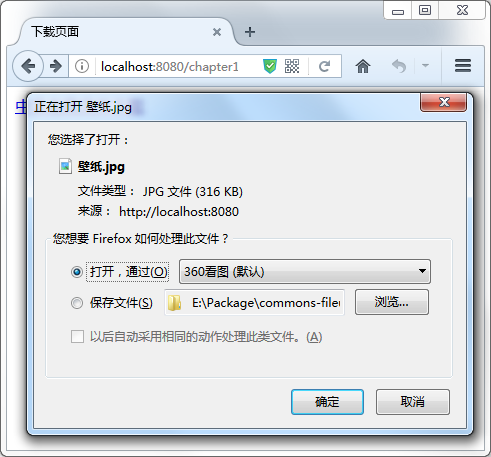 下载页面
localhost:8080/chapter1
正在打开 壁纸.jpg
您选择了打开：
壁纸.jpg
文件类型： JPG 文件 (316 KB)
来源： http://localhost:8080
您想要 Firefox 如何处理此文件？
打开，通过(O) 360看图 (默认)
保存文件(S) E:\Package\commons-file 浏览...
以后自动采用相同的动作处理此类文件。(A)
确定 取消